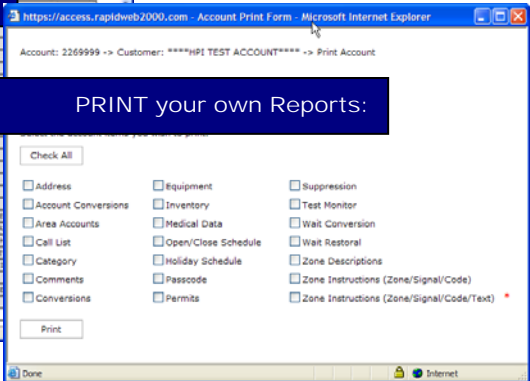 https://access.rapidweb2000.com - Account Print Form - Microsoft Internet Explorer
Account: 2269999 -> Customer: ****HPI TEST ACCOUNT**** -> Print Account
PRINT your own Reports:
Check All
Address Equipment Suppression
Account Conversions Inventory Test Monitor
Area Accounts Medical Data Wait Conversion
Call List Open/Close Schedule Wait Restoral
Category Holiday Schedule Zone Descriptions
Comments Passcode Zone Instructions (Zone/Signal/Code)
Conversions Permits Zone Instructions (Zone/Signal/Code/Text) *
Print
Done Internet